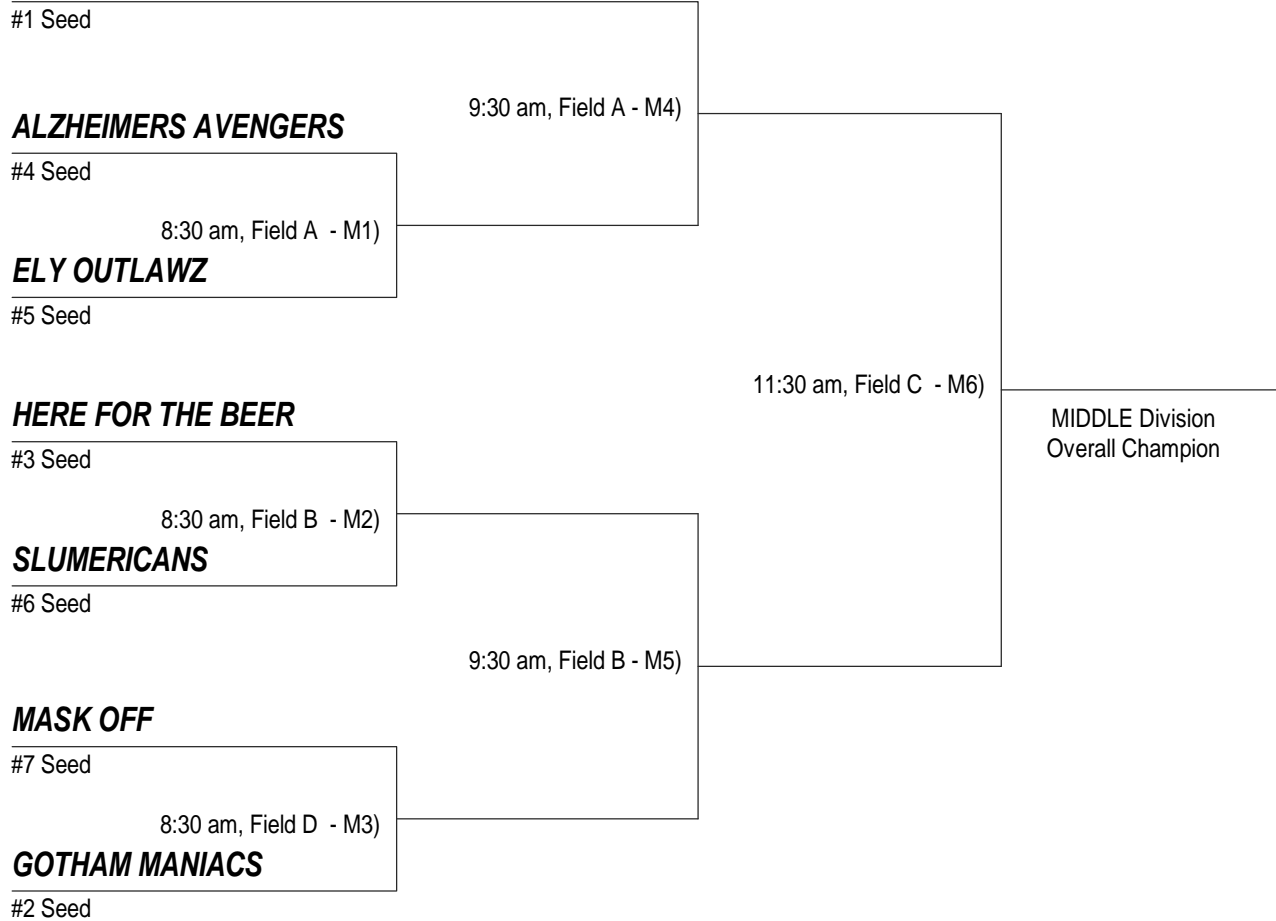 #1 Seed
9:30 am, Field A - M4)
ALZHEIMERS AVENGERS
#4 Seed
8:30 am, Field A  - M1)
ELY OUTLAWZ
#5 Seed
11:30 am, Field C  - M6)
HERE FOR THE BEER
MIDDLE Division
Overall Champion
#3 Seed
8:30 am, Field B  - M2)
SLUMERICANS
#6 Seed
9:30 am, Field B - M5)
MASK OFF
#7 Seed
8:30 am, Field D  - M3)
GOTHAM MANIACS
#2 Seed